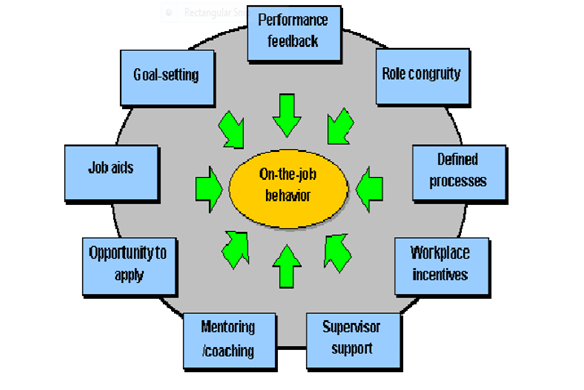 Rectangular
Performance
feedback
Goal-setting
Role congruity
Job aids
On-the-job
behavior
Defined
processes
Opportunity to
apply
Workplace
incentives
Mentoring
/coaching
Supervisor
support